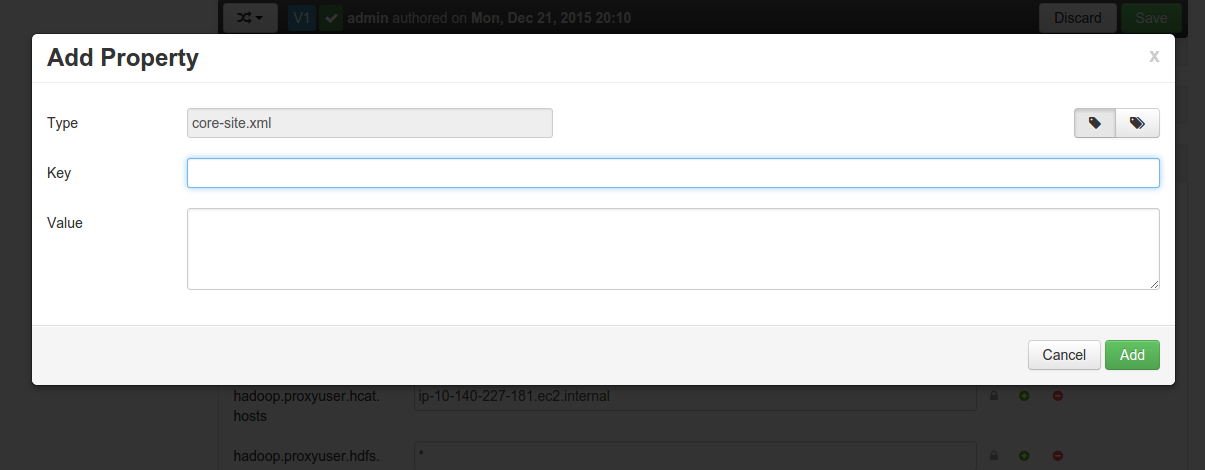 V1 admin authored on Mon, Dec 21, 2015 20:10 Discard Save
Add Property x
Type core-site.xml
Key
Value
Cancel Add
hadoop.proxyuser.hcat. ip-10-140-227-181.ec2.internal
hosts
hadoop.proxyuser.hdfs. *